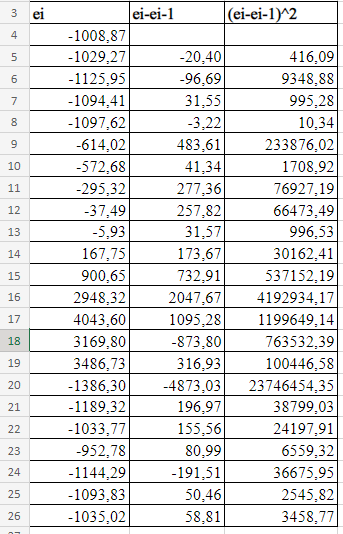 3 ei ei-ei-1 (ei-ei-1)^2
4 -1008,87
5 -1029,27 -20,40 416,09
6 -1125,95 -96,69 9348,88
7 -1094,41 31,55 995,28
8 -1097,62 -3,22 10,34
9 -614,02 483,61 233876,02
10 -572,68 41,34 1708,92
11 -295,32 277,36 76927,19
12 -37,49 257,82 66473,49
13 -5,93 31,57 996,53
14 167,75 173,67 30162,41
15 900,65 732,91 537152,19
16 2948,32 2047,67 4192934,17
17 4043,60 1095,28 1199649,14
18 3169,80 -873,80 763532,39
19 3486,73 316,93 100446,58
20 -1386,30 -4873,03 23746454,35
21 -1189,32 196,97 38799,03
22 -1033,77 155,56 24197,91
23 -952,78 80,99 6559,32
24 -1144,29 -191,51 36675,95
25 -1093,83 50,46 2545,82
26 -1035,02 58,81 3458,77